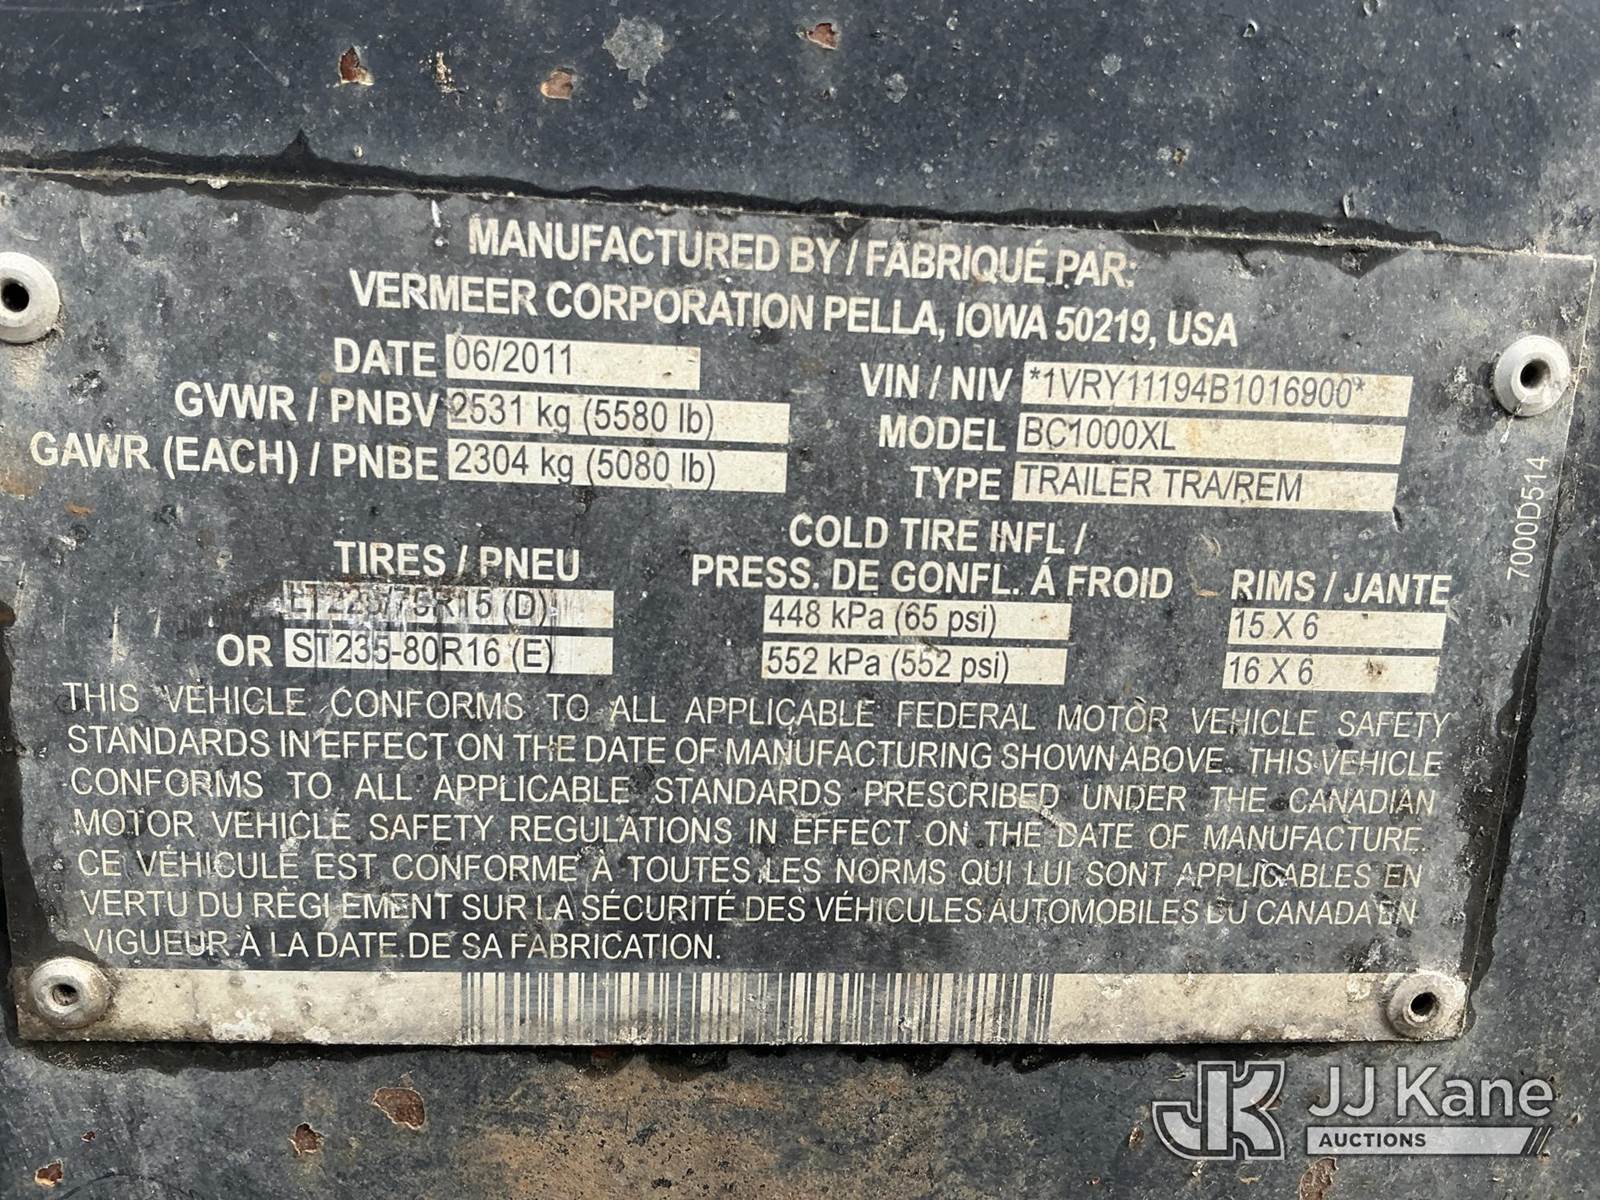 MANUFACTURED BY / FABRIQUÉ PAR:
VERMEER CORPORATION PELLA, IOWA 50219, USA
DATE 06/2011
VIN / NIV *1VRY11194B1016900*
GVWR / PNBV 2531 kg (5580 lb)
MODEL BC1000XL
GAWR (EACH) / PNBE 2304 kg (5080 lb)
TYPE TRAILER TRA/REM
7000D514
TIRES / PNEU
COLD TIRE INFL /
PRESS. DE GONFL. Á FROID
RIMS / JANTE
(D) 448 kPa (65 psi) 15 X 6
OR ST235-80R16 (E) 552 kPa (552 psi) 16 X 6
THIS VEHICLE CONFORMS TO ALL APPLICABLE FEDERAL MOTOR VEHICLE SAFETY
STANDARDS IN EFFECT ON THE DATE OF MANUFACTURING SHOWN ABOVE. THIS VEHICLE
CONFORMS TO ALL APPLICABLE STANDARDS PRESCRIBED UNDER THE CANADIAN
MOTOR VEHICLE SAFETY REGULATIONS IN EFFECT ON THE DATE OF MANUFACTURE.
CE VÉHICULE EST CONFORME À TOUTES LES NORMS QUI LUI SONT APPLICABLES EN
VERTU DU RÈGLEMENT SUR LA SÉCURITÉ DES VÉHICULES AUTOMOBILES DU CANADA EN
VIGUEUR À LA DATE DE SA FABRICATION.
JK JJ Kane
AUCTIONS